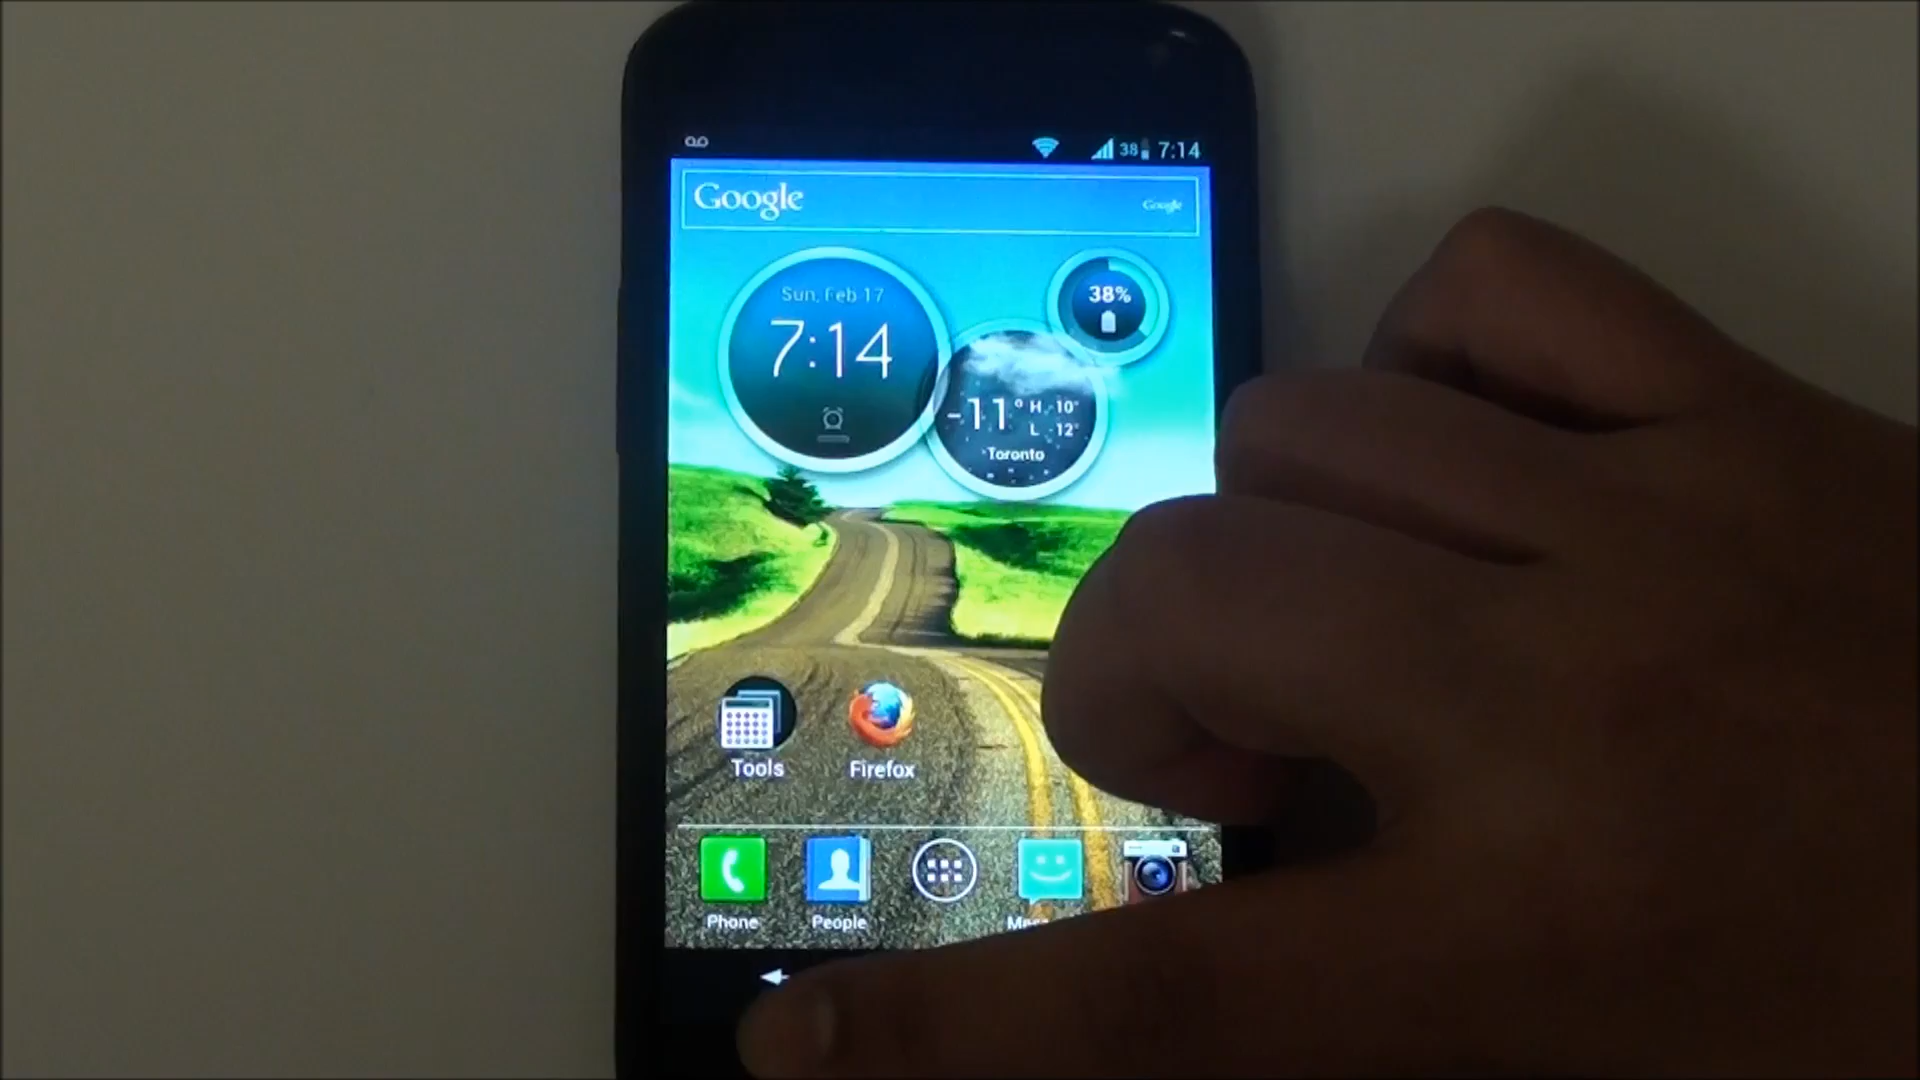 38 7:14
Google Google
Sun, Feb 17
7:14
38%
-11° H -10°
L -12°
Toronto
Tools Firefox
Phone People